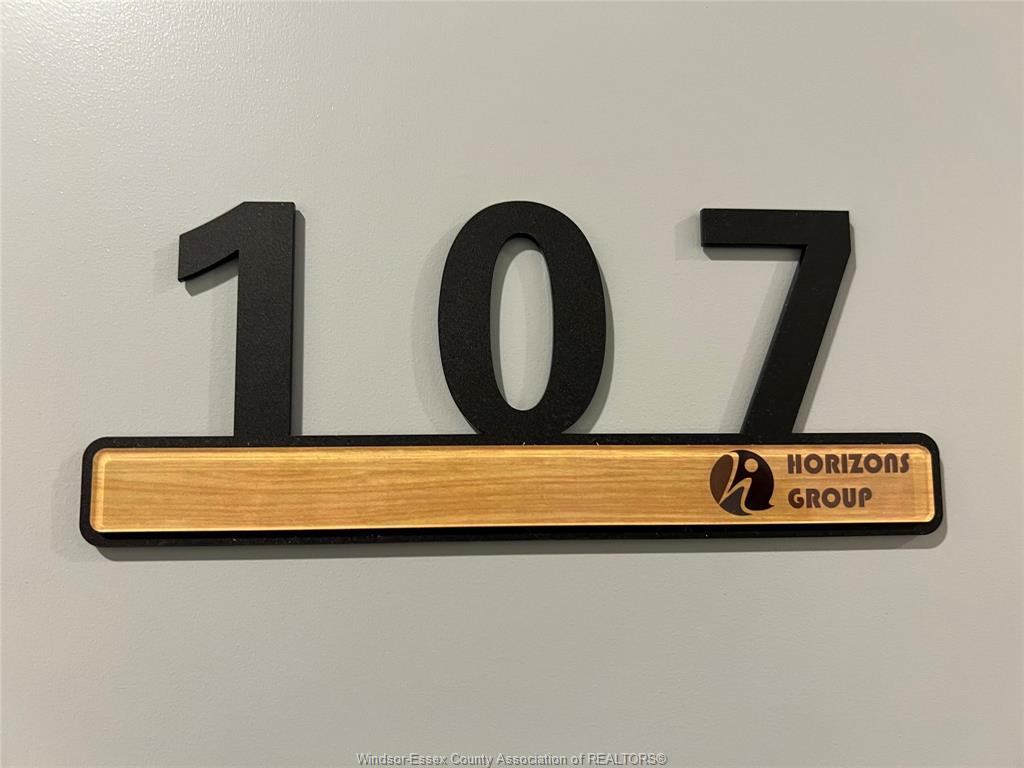 107
HORIZONS
GROUP
Windsor-Essex County Association of REALTORS®